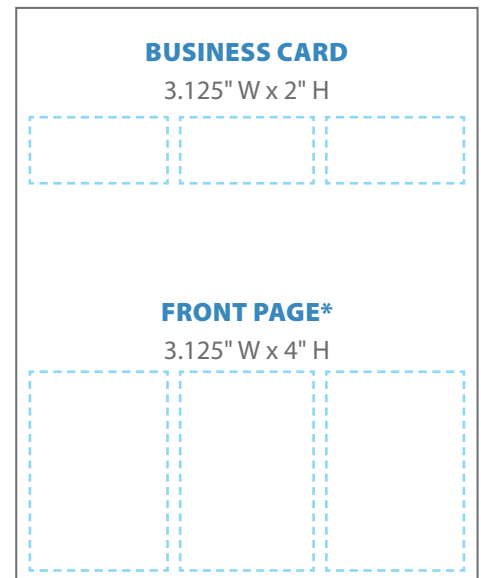 BUSINESS CARD
3.125" W x 2" H
FRONT PAGE*
3.125" W x 4" H